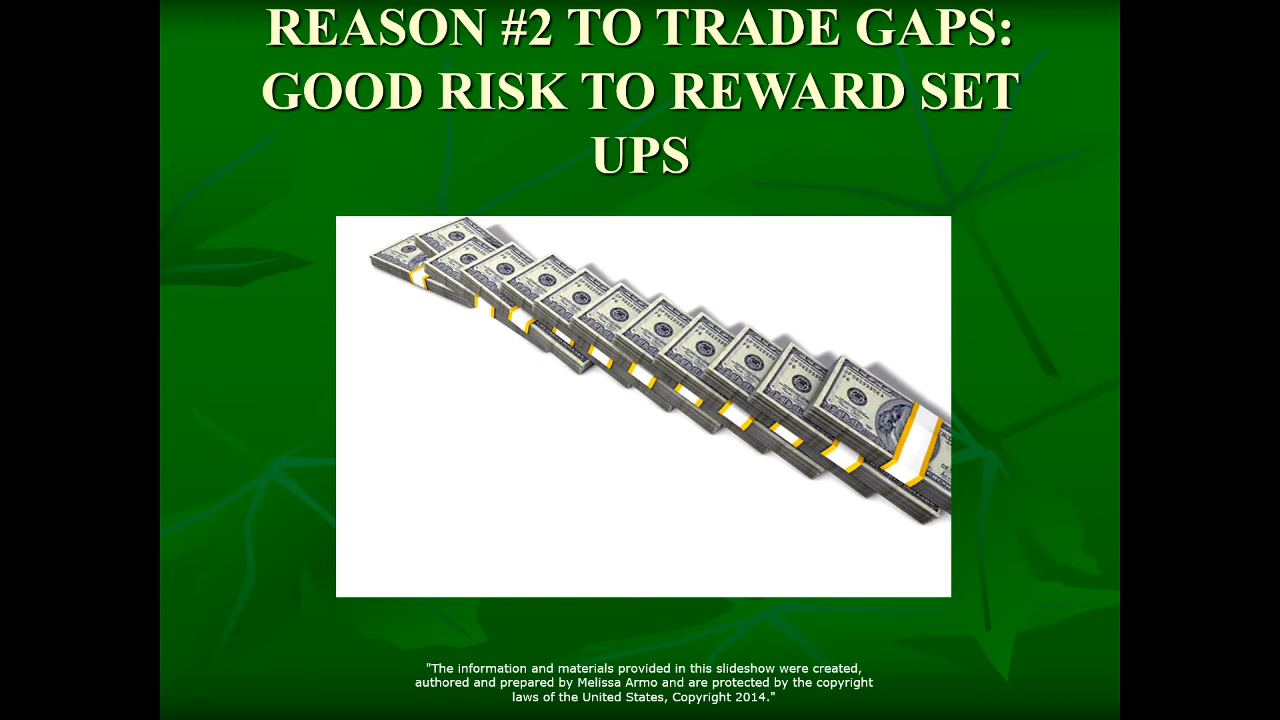 REASON #2 TO TRADE GAPS:
GOOD RISK TO REWARD SET
UPS
"The information and materials provided in this slideshow were created,
authored and prepared by Melissa Armo and are protected by the copyright
laws of the United States, Copyright 2014."